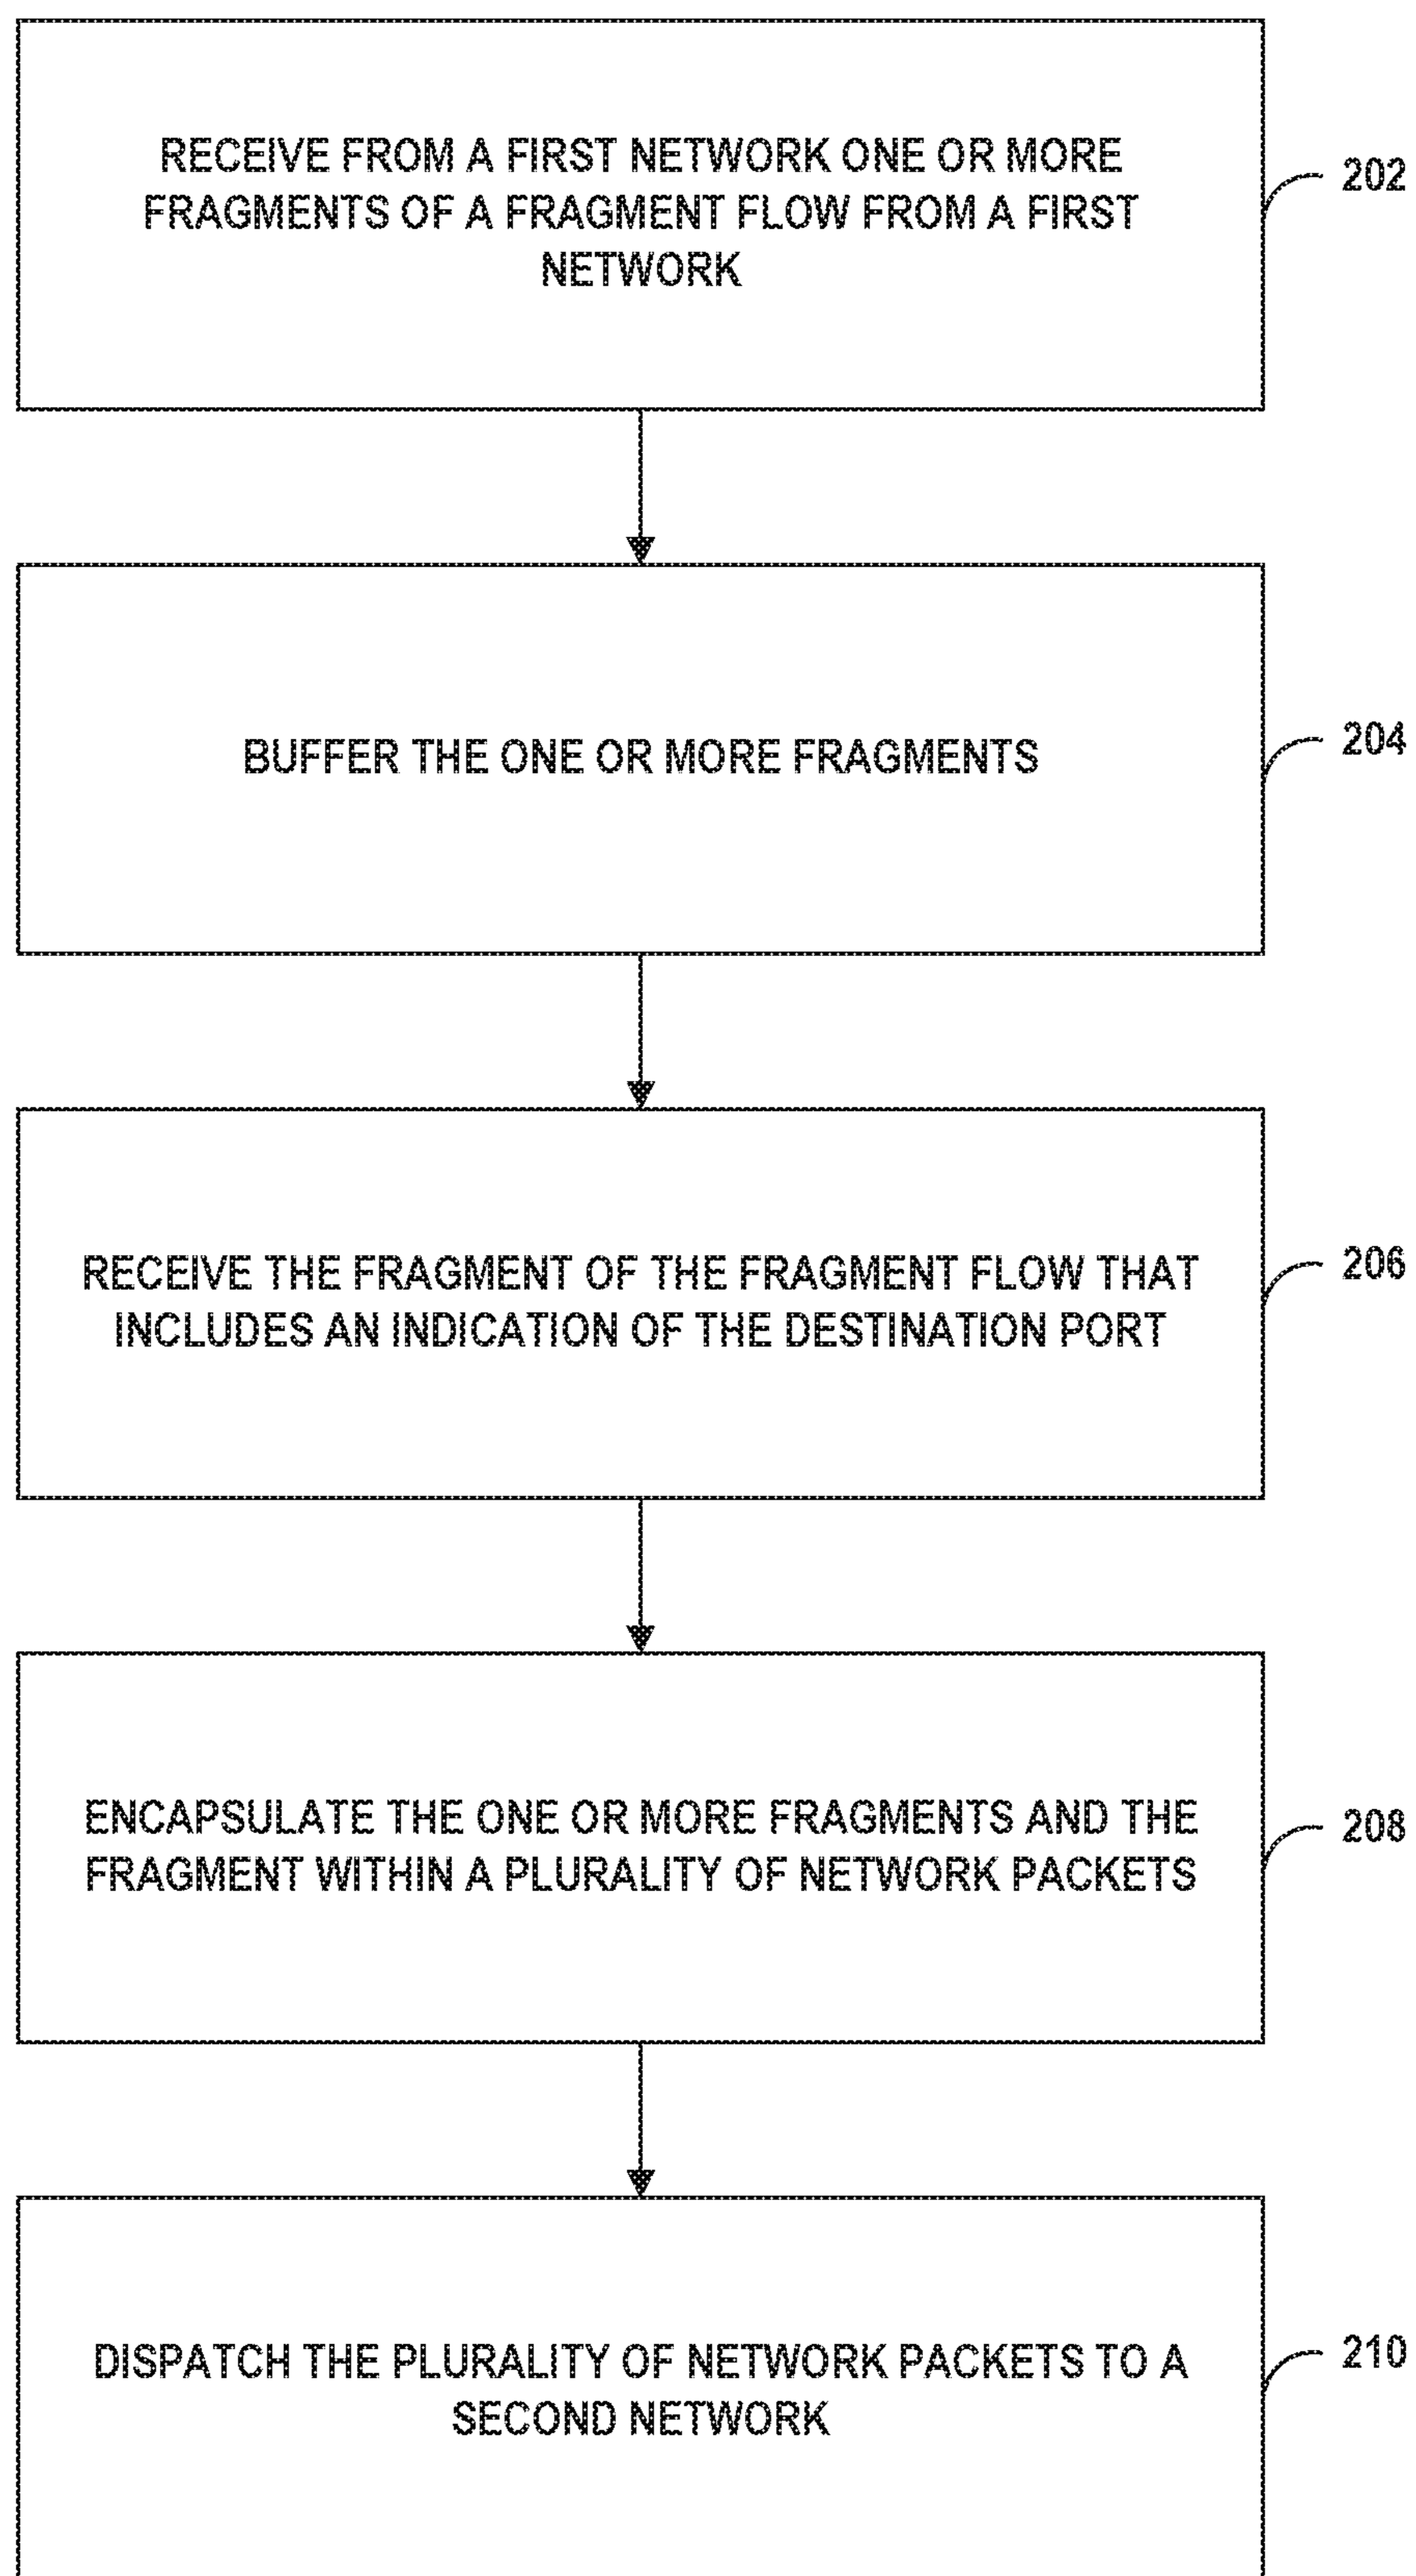 RECEIVE FROM A FIRST NETWORK ONE OR MORE
FRAGMENTS OF A FRAGMENT FLOW FROM A FIRST
NETWORK
202
BUFFER THE ONE OR MORE FRAGMENTS
204
RECEIVE THE FRAGMENT OF THE FRAGMENT FLOW THAT
INCLUDES AN INDICATION OF THE DESTINATION PORT
206
ENCAPSULATE THE ONE OR MORE FRAGMENTS AND THE
FRAGMENT WITHIN A PLURALITY OF NETWORK PACKETS
208
DISPATCH THE PLURALITY OF NETWORK PACKETS TO A
SECOND NETWORK
210